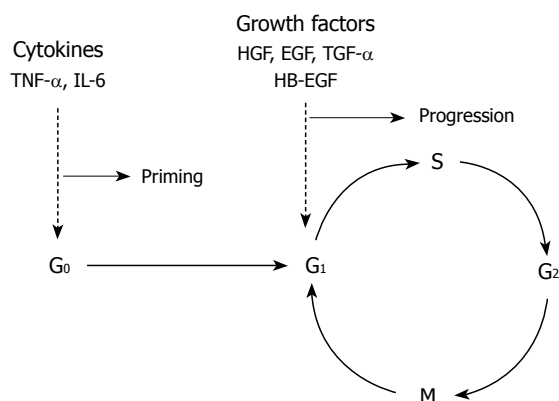 Cytokines
TNF-α, IL-6
Growth factors
HGF, EGF, TGF-α
HB-EGF
Progression
Priming
S
G₀
G₁
G₂
M